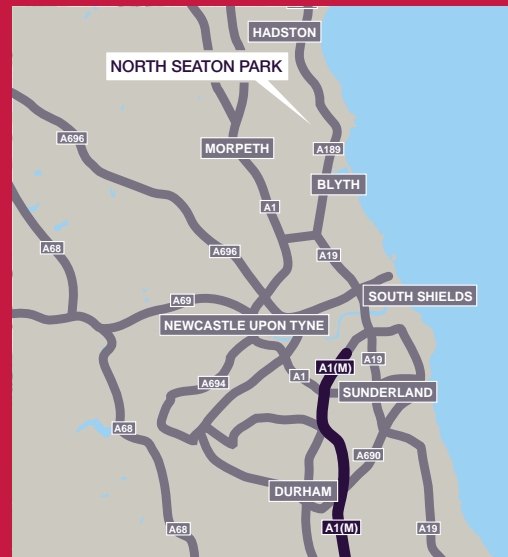 HADSTON
NORTH SEATON PARK
A696
MORPETH
A189
BLYTH
A1
A68
A696
A19
A69
SOUTH SHIELDS
NEWCASTLE UPON TYNE
A1(M)
A19
A1
A694
SUNDERLAND
A68
A690
DURHAM
A68
A1(M)
A19